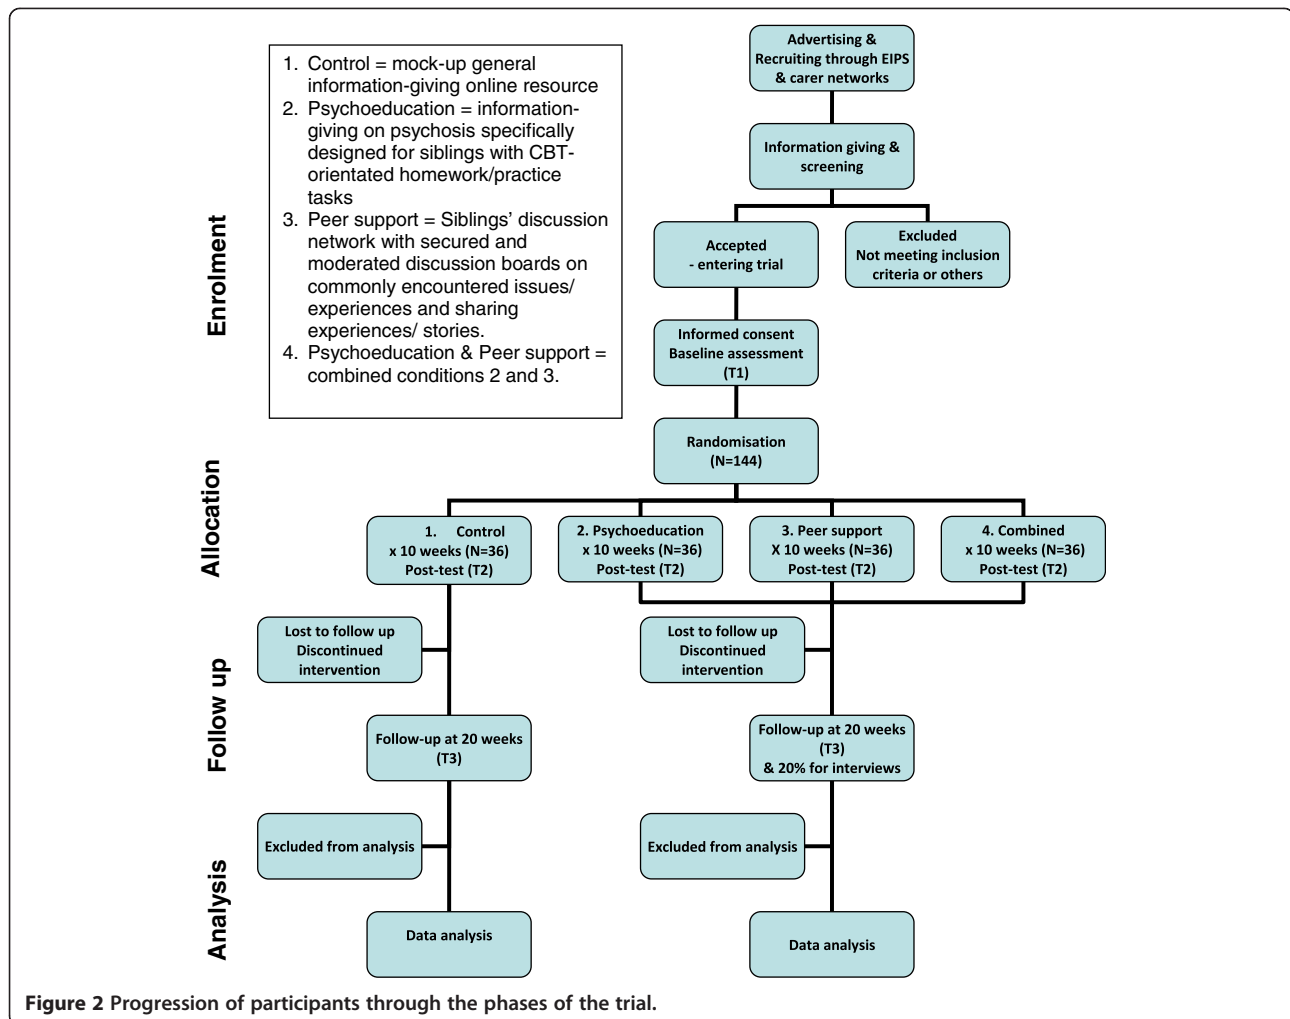 1. Control = mock-up general
information-giving online resource
2. Psychoeducation = information-
giving on psychosis specifically
designed for siblings with CBT-
orientated homework/practice
tasks
3. Peer support = Siblings' discussion
network with secured and
moderated discussion boards on
commonly encountered issues/
experiences and sharing
experiences/ stories.
4. Psychoeducation & Peer support =
combined conditions 2 and 3.
Enrolment
Advertising &
Recruiting through EIPS
& carer networks
Information giving &
screening
Accepted
- entering trial
Excluded
Not meeting inclusion
criteria or others
Informed consent
Baseline assessment
(T1)
Randomisation
(N=144)
Allocation
1. Control
x 10 weeks (N=36)
Post-test (T2)
2. Psychoeducation
x 10 weeks (N=36)
Post-test (T2)
3. Peer support
X 10 weeks (N=36)
Post-test (T2)
4. Combined
x 10 weeks (N=36)
Post-test (T2)
Follow up
Lost to follow up
Discontinued
intervention
Lost to follow up
Discontinued
intervention
Follow-up at 20 weeks
(T3)
Follow-up at 20 weeks
(T3)
& 20% for interviews
Analysis
Excluded from analysis
Excluded from analysis
Data analysis
Data analysis
Figure 2 Progression of participants through the phases of the trial.